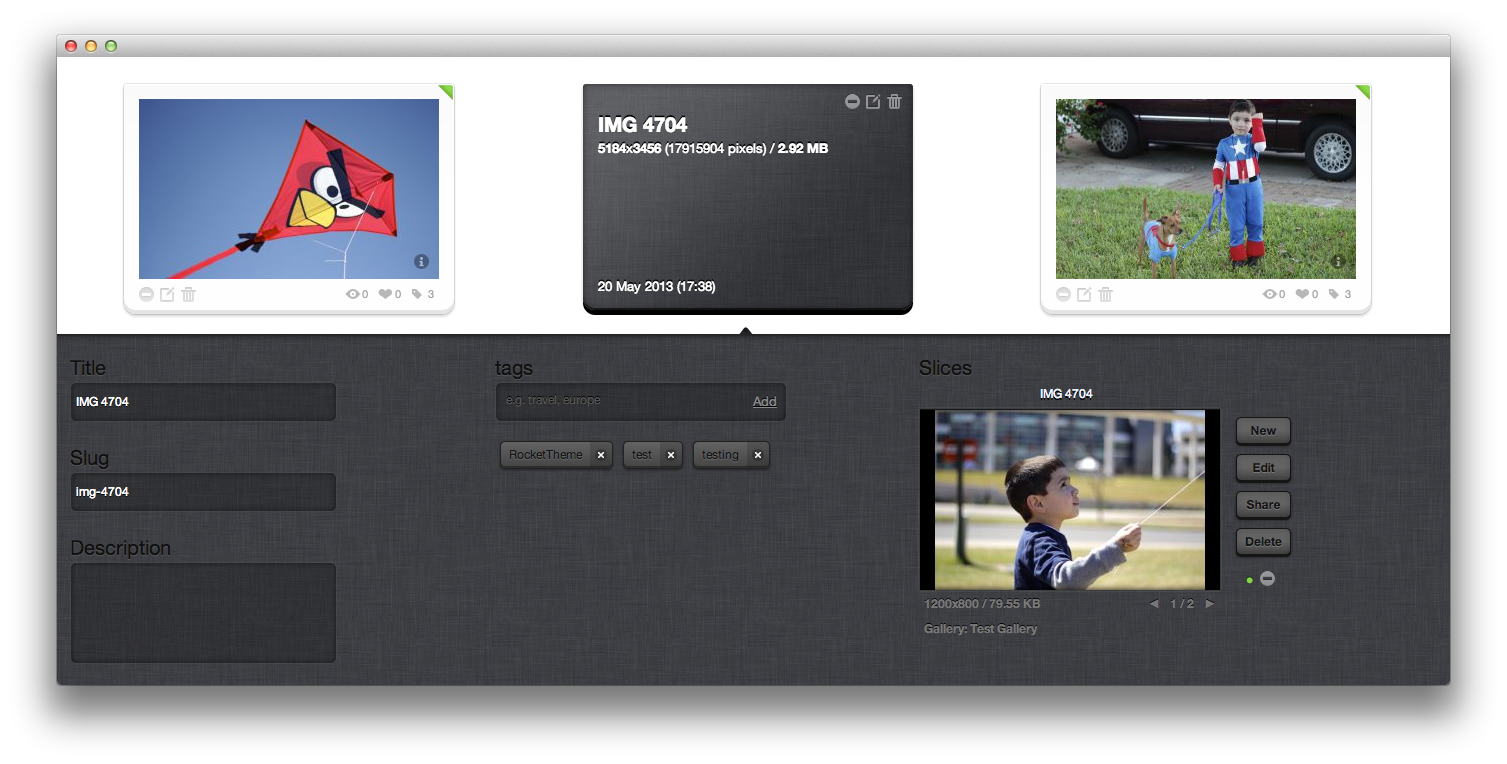 IMG 4704
5184x3456 (17915904 pixels) / 2.92 MB
20 May 2013 (17:38)
0 0 3
0 0 3
Title
IMG 4704
Slug
img-4704
Description
tags
e.g. travel, europe Add
RocketTheme × test × testing ×
Slices
IMG 4704
New
Edit
Share
Delete
1200x800 / 79.55 KB 1 / 2
Gallery: Test Gallery